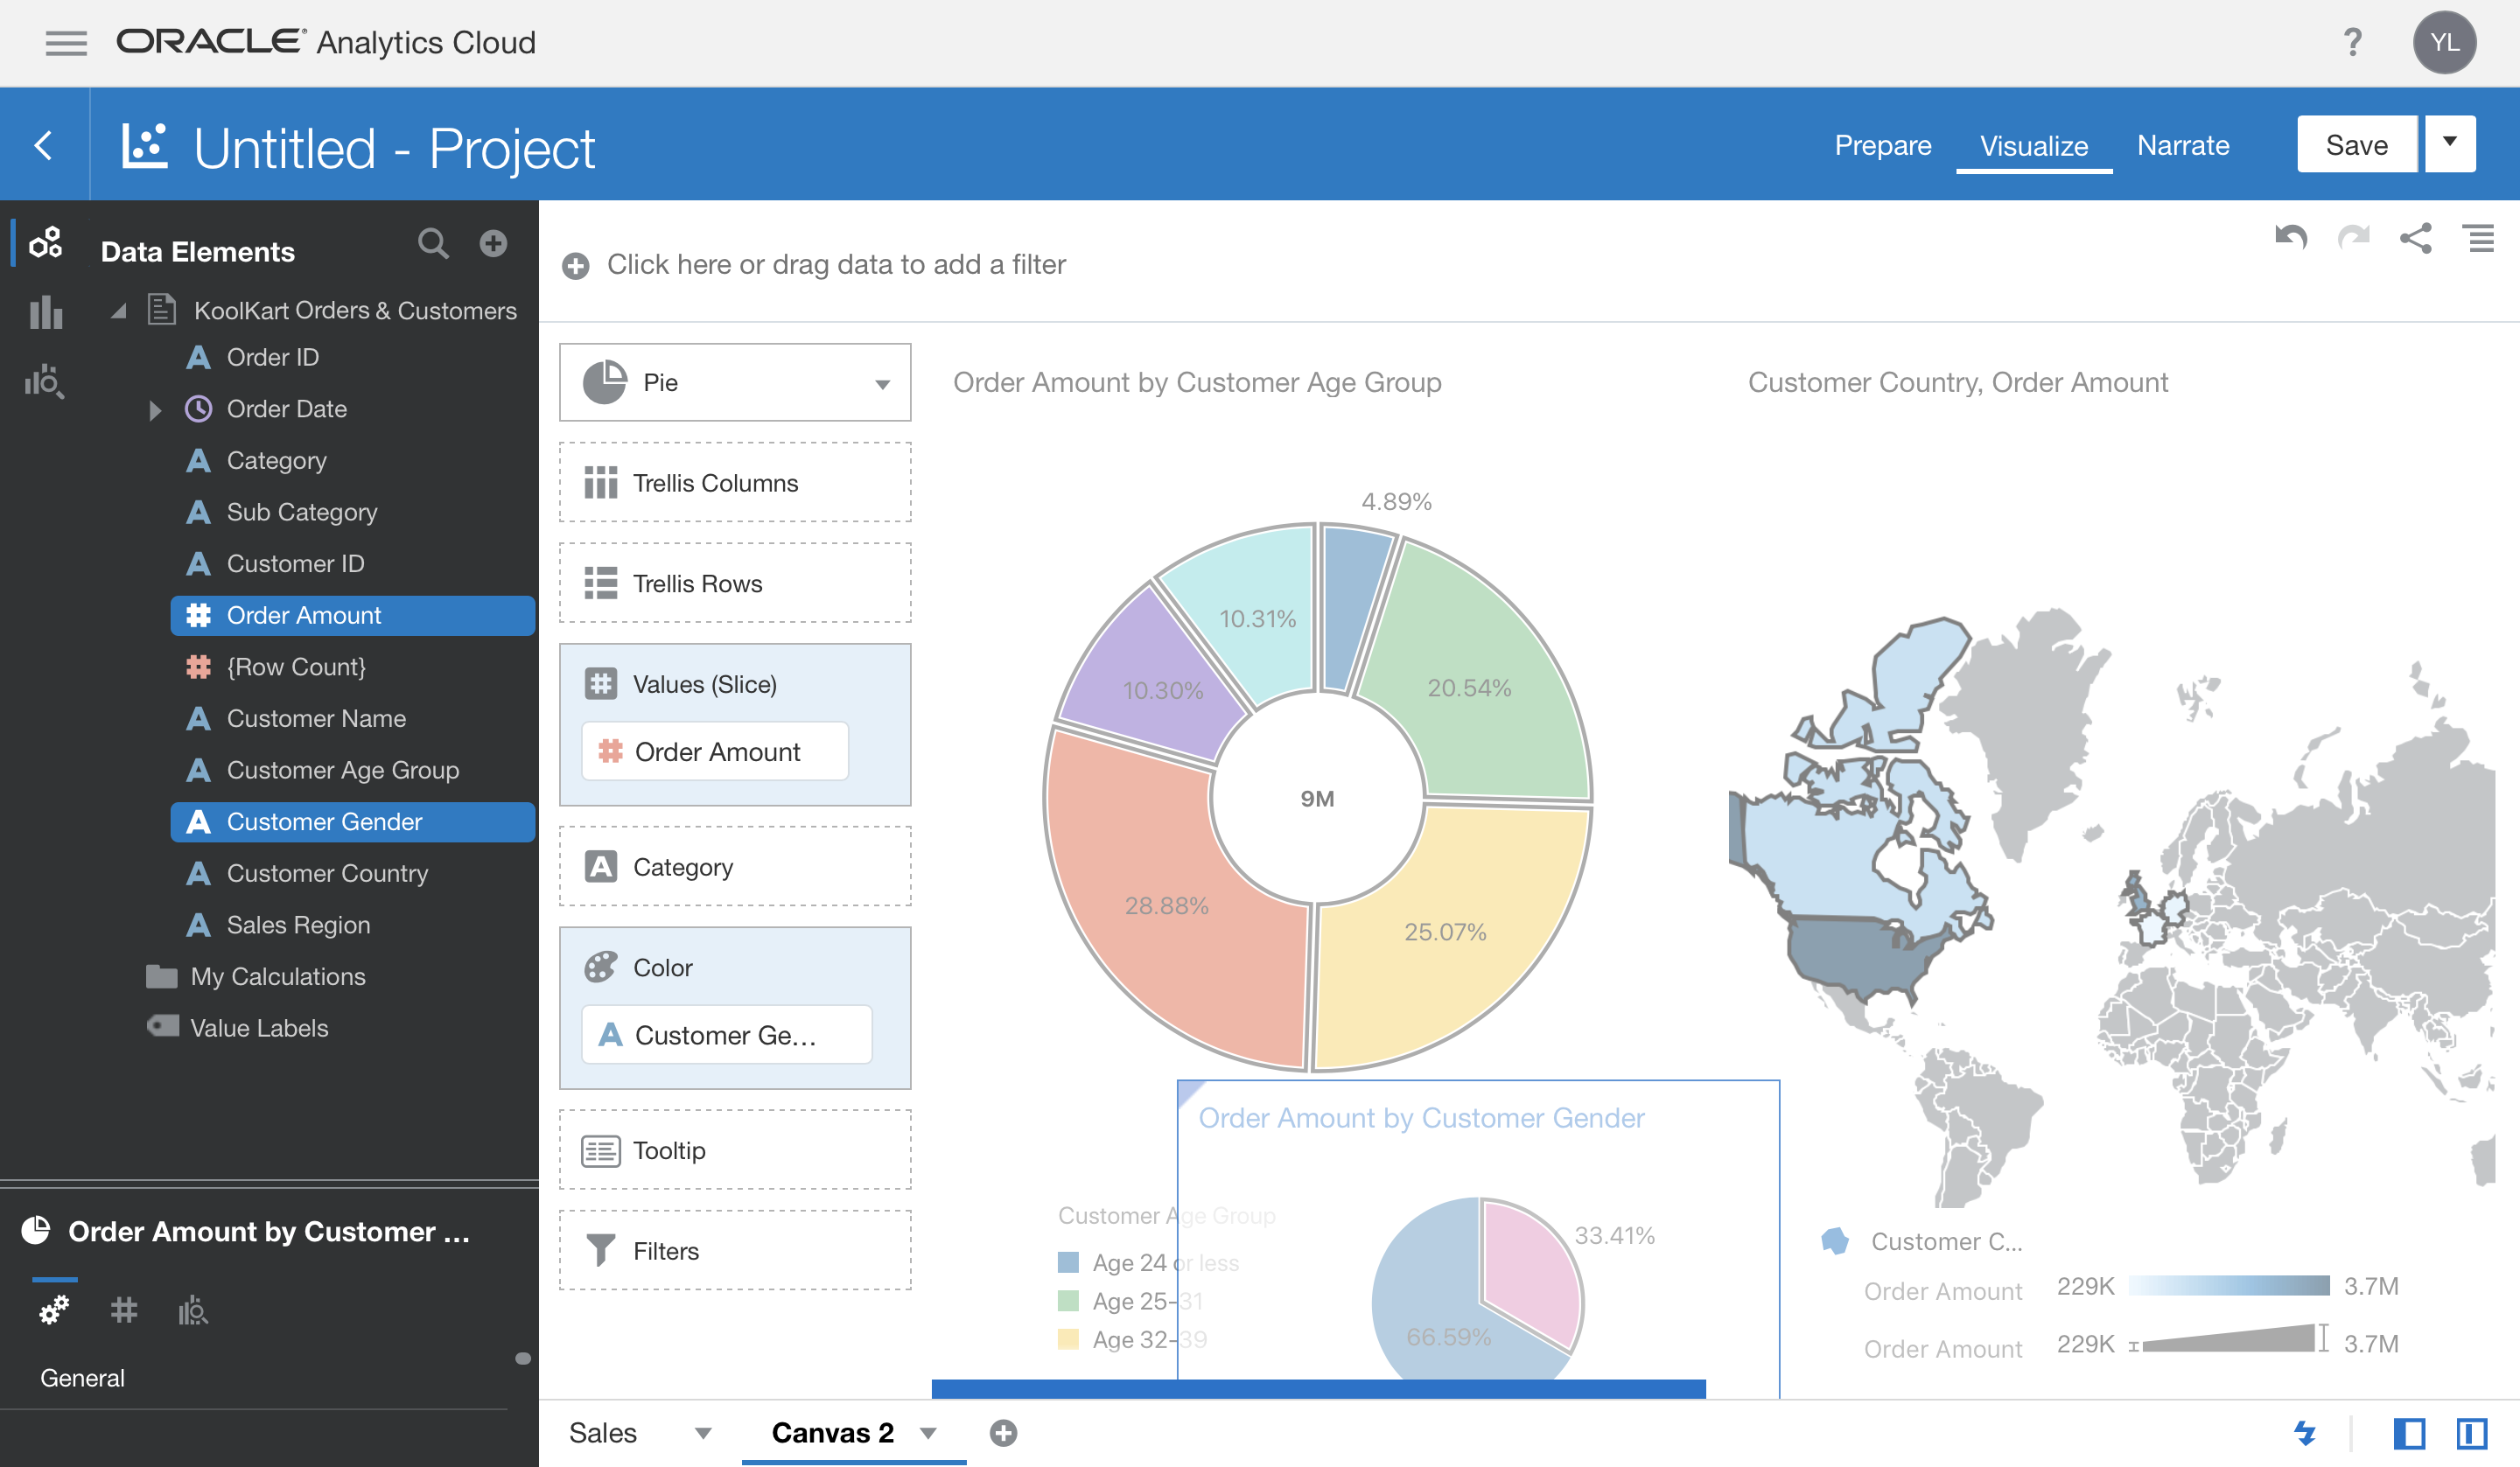 ORACLE® Analytics Cloud
?
YL
Untitled - Project
Prepare
Visualize
Narrate
Save
Data Elements
KoolKart Orders & Customers
Order ID
Order Date
Category
Sub Category
Customer ID
Order Amount
{Row Count}
Customer Name
Customer Age Group
Customer Gender
Customer Country
Sales Region
My Calculations
Value Labels
Order Amount by Customer ...
General
Click here or drag data to add a filter
Pie
Trellis Columns
Trellis Rows
Values (Slice)
Order Amount
Category
Color
Customer Ge...
Tooltip
Filters
Order Amount by Customer Age Group
4.89%
20.54%
25.07%
28.88%
10.30%
10.31%
9M
Customer Age Group
Age 24 or less
Age 25-31
Age 32-39
Order Amount by Customer Gender
33.41%
66.59%
Customer Country, Order Amount
Customer C...
Order Amount 229K 3.7M
Order Amount 229K 3.7M
Sales
Canvas 2